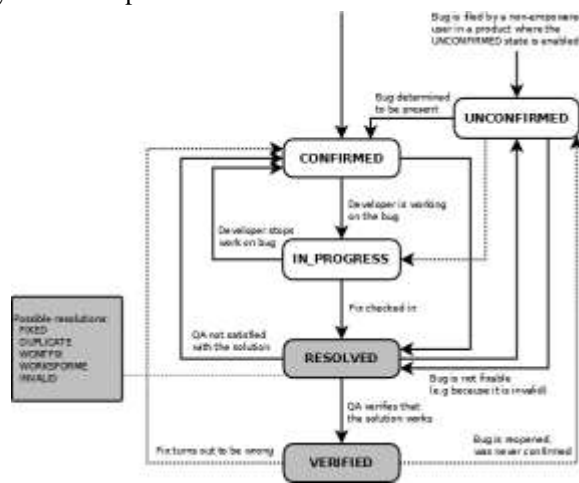 Bug is filed by a non-empowered
user in a product where the
UNCONFIRMED state is enabled
Bug determined
to be present
UNCONFIRMED
CONFIRMED
Developer is working
on the bug
Developer stops
work on bug
IN_PROGRESS
Fix checked in
Possible resolutions:
FIXED
DUPLICATE
WONTFIX
WORKSFORME
INVALID
QA not satisfied
with the solution
RESOLVED
Bug is not fixable
(e.g because it is invalid)
QA verifies that
the solution works
Fix turns out to be wrong
VERIFIED
Bug is reopened,
was never confirmed